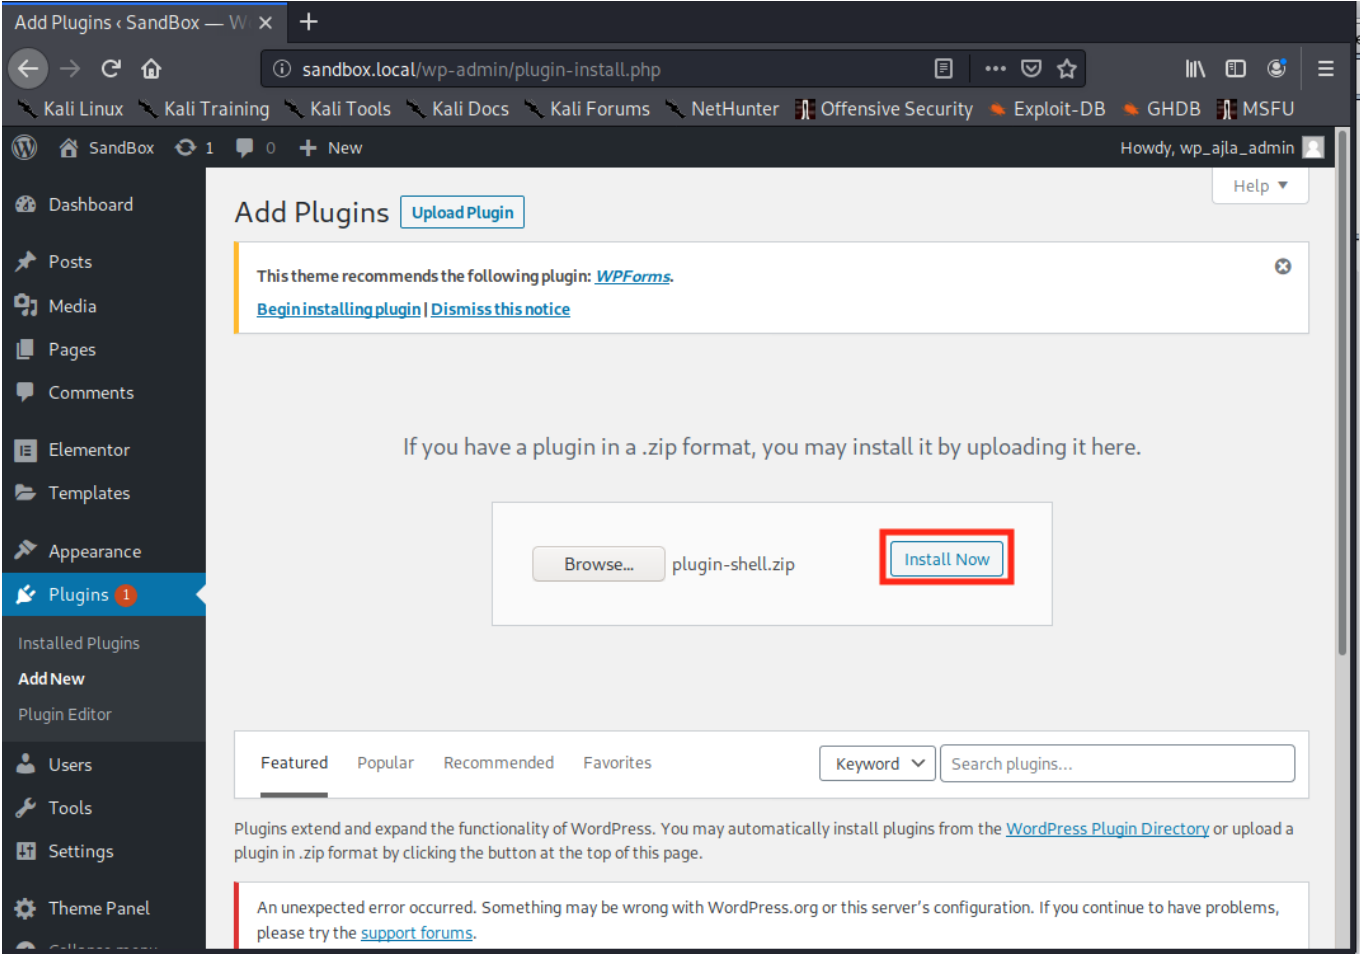 Add Plugins ‹ SandBox — W
sandbox.local/wp-admin/plugin-install.php
Kali Linux Kali Training Kali Tools Kali Docs Kali Forums NetHunter Offensive Security Exploit-DB GHDB MSFU
SandBox 1 0 New Howdy, wp_ajla_admin
Help
Dashboard
Posts
Media
Pages
Comments
Elementor
Templates
Appearance
Plugins 1
Installed Plugins
Add New
Plugin Editor
Users
Tools
Settings
Theme Panel
Collapse menu
Add Plugins Upload Plugin
This theme recommends the following plugin: WPForms.
Begin installing plugin | Dismiss this notice
If you have a plugin in a .zip format, you may install it by uploading it here.
Browse... plugin-shell.zip Install Now
Featured Popular Recommended Favorites Keyword Search plugins...
Plugins extend and expand the functionality of WordPress. You may automatically install plugins from the WordPress Plugin Directory or upload a
plugin in .zip format by clicking the button at the top of this page.
An unexpected error occurred. Something may be wrong with WordPress.org or this server's configuration. If you continue to have problems,
please try the support forums.